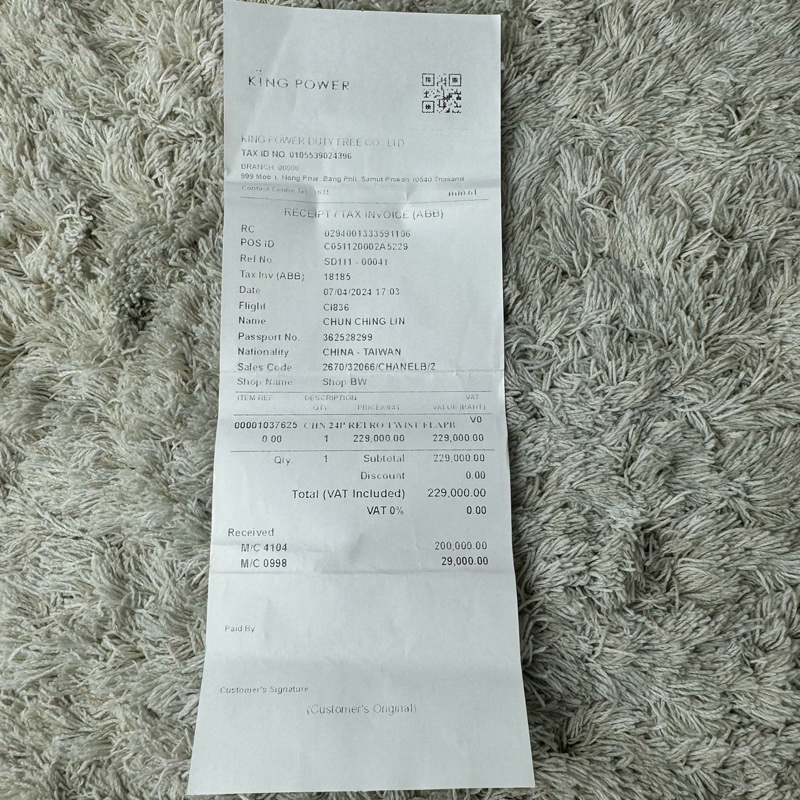 KING POWER
KING POWER DUTY FREE CO., LTD
TAX ID NO. 0105539024396
BRANCH: 00000
999 Moo 1, Nong Prue, Bang Phli, Samut Prakan 10540 Thailand
Contact Centre Tel:
RECEIPT / TAX INVOICE (ABB)
RC 0294001333591106
POS ID C051120002A5229
Ref No. SD111 - 00041
Tax Inv (ABB) 18185
Date 07/04/2024 17:03
Flight CI836
Name CHUN CHING LIN
Passport No. 362528299
Nationality CHINA - TAIWAN
Sales Code 2670/32066/CHANELB/2
Shop Name Shop BW
ITEM REF DESCRIPTION VAT
QTY PRICE/UNIT VALUE (BAHT)
00001037625 CHN 24P RETRO TWIST FLAPB V0
0.00 1 229,000.00 229,000.00
Qty. 1 Subtotal 229,000.00
Discount 0.00
Total (VAT Included) 229,000.00
VAT 0% 0.00
Received
M/C 4104 200,000.00
M/C 0998 29,000.00
Paid By
Customer's Signature
(Customer's Original)